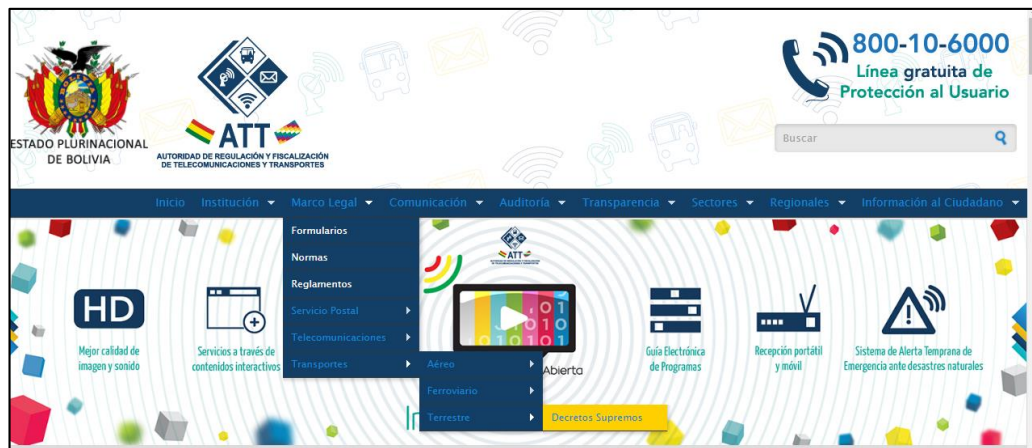 800-10-6000
Línea gratuita de
Protección al Usuario
ESTADO PLURINACIONAL
DE BOLIVIA
ATT
AUTORIDAD DE REGULACIÓN Y FISCALIZACIÓN
DE TELECOMUNICACIONES Y TRANSPORTES
Buscar
Inicio Institución Marco Legal Comunicación Auditoría Transparencia Sectores Regionales Información al Ciudadano
Formularios
Normas
Reglamentos
Servicio Postal
Telecomunicaciones
Transportes
Aéreo
Ferroviario
Terrestre
Decretos Supremos
ATT
HD
Mejor calidad de
imagen y sonido
Servicios a través de
contenidos interactivos
Abierta
Guía Electrónica
de Programas
Recepción portátil
y móvil
Sistema de Alerta Temprana de
Emergencia ante desastres naturales